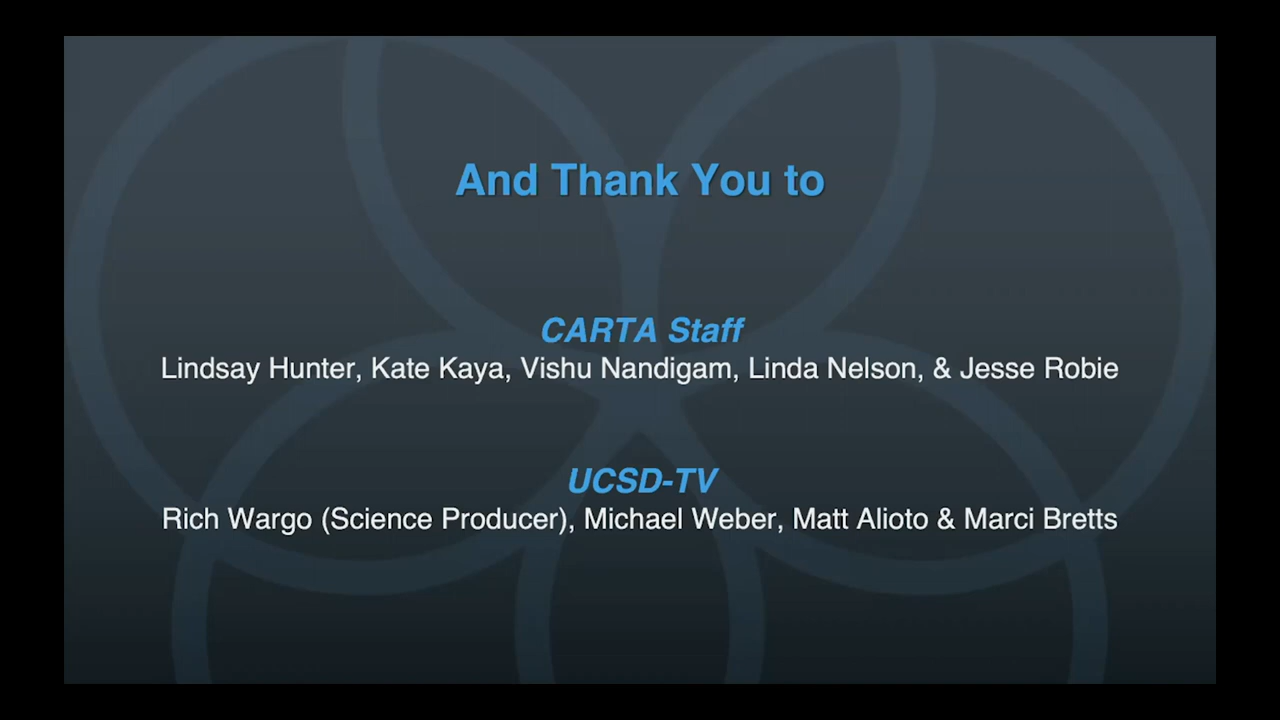 And Thank You to
CARTA Staff
Lindsay Hunter, Kate Kaya, Vishu Nandigam, Linda Nelson, & Jesse Robie
UCSD-TV
Rich Wargo (Science Producer), Michael Weber, Matt Alioto & Marci Bretts